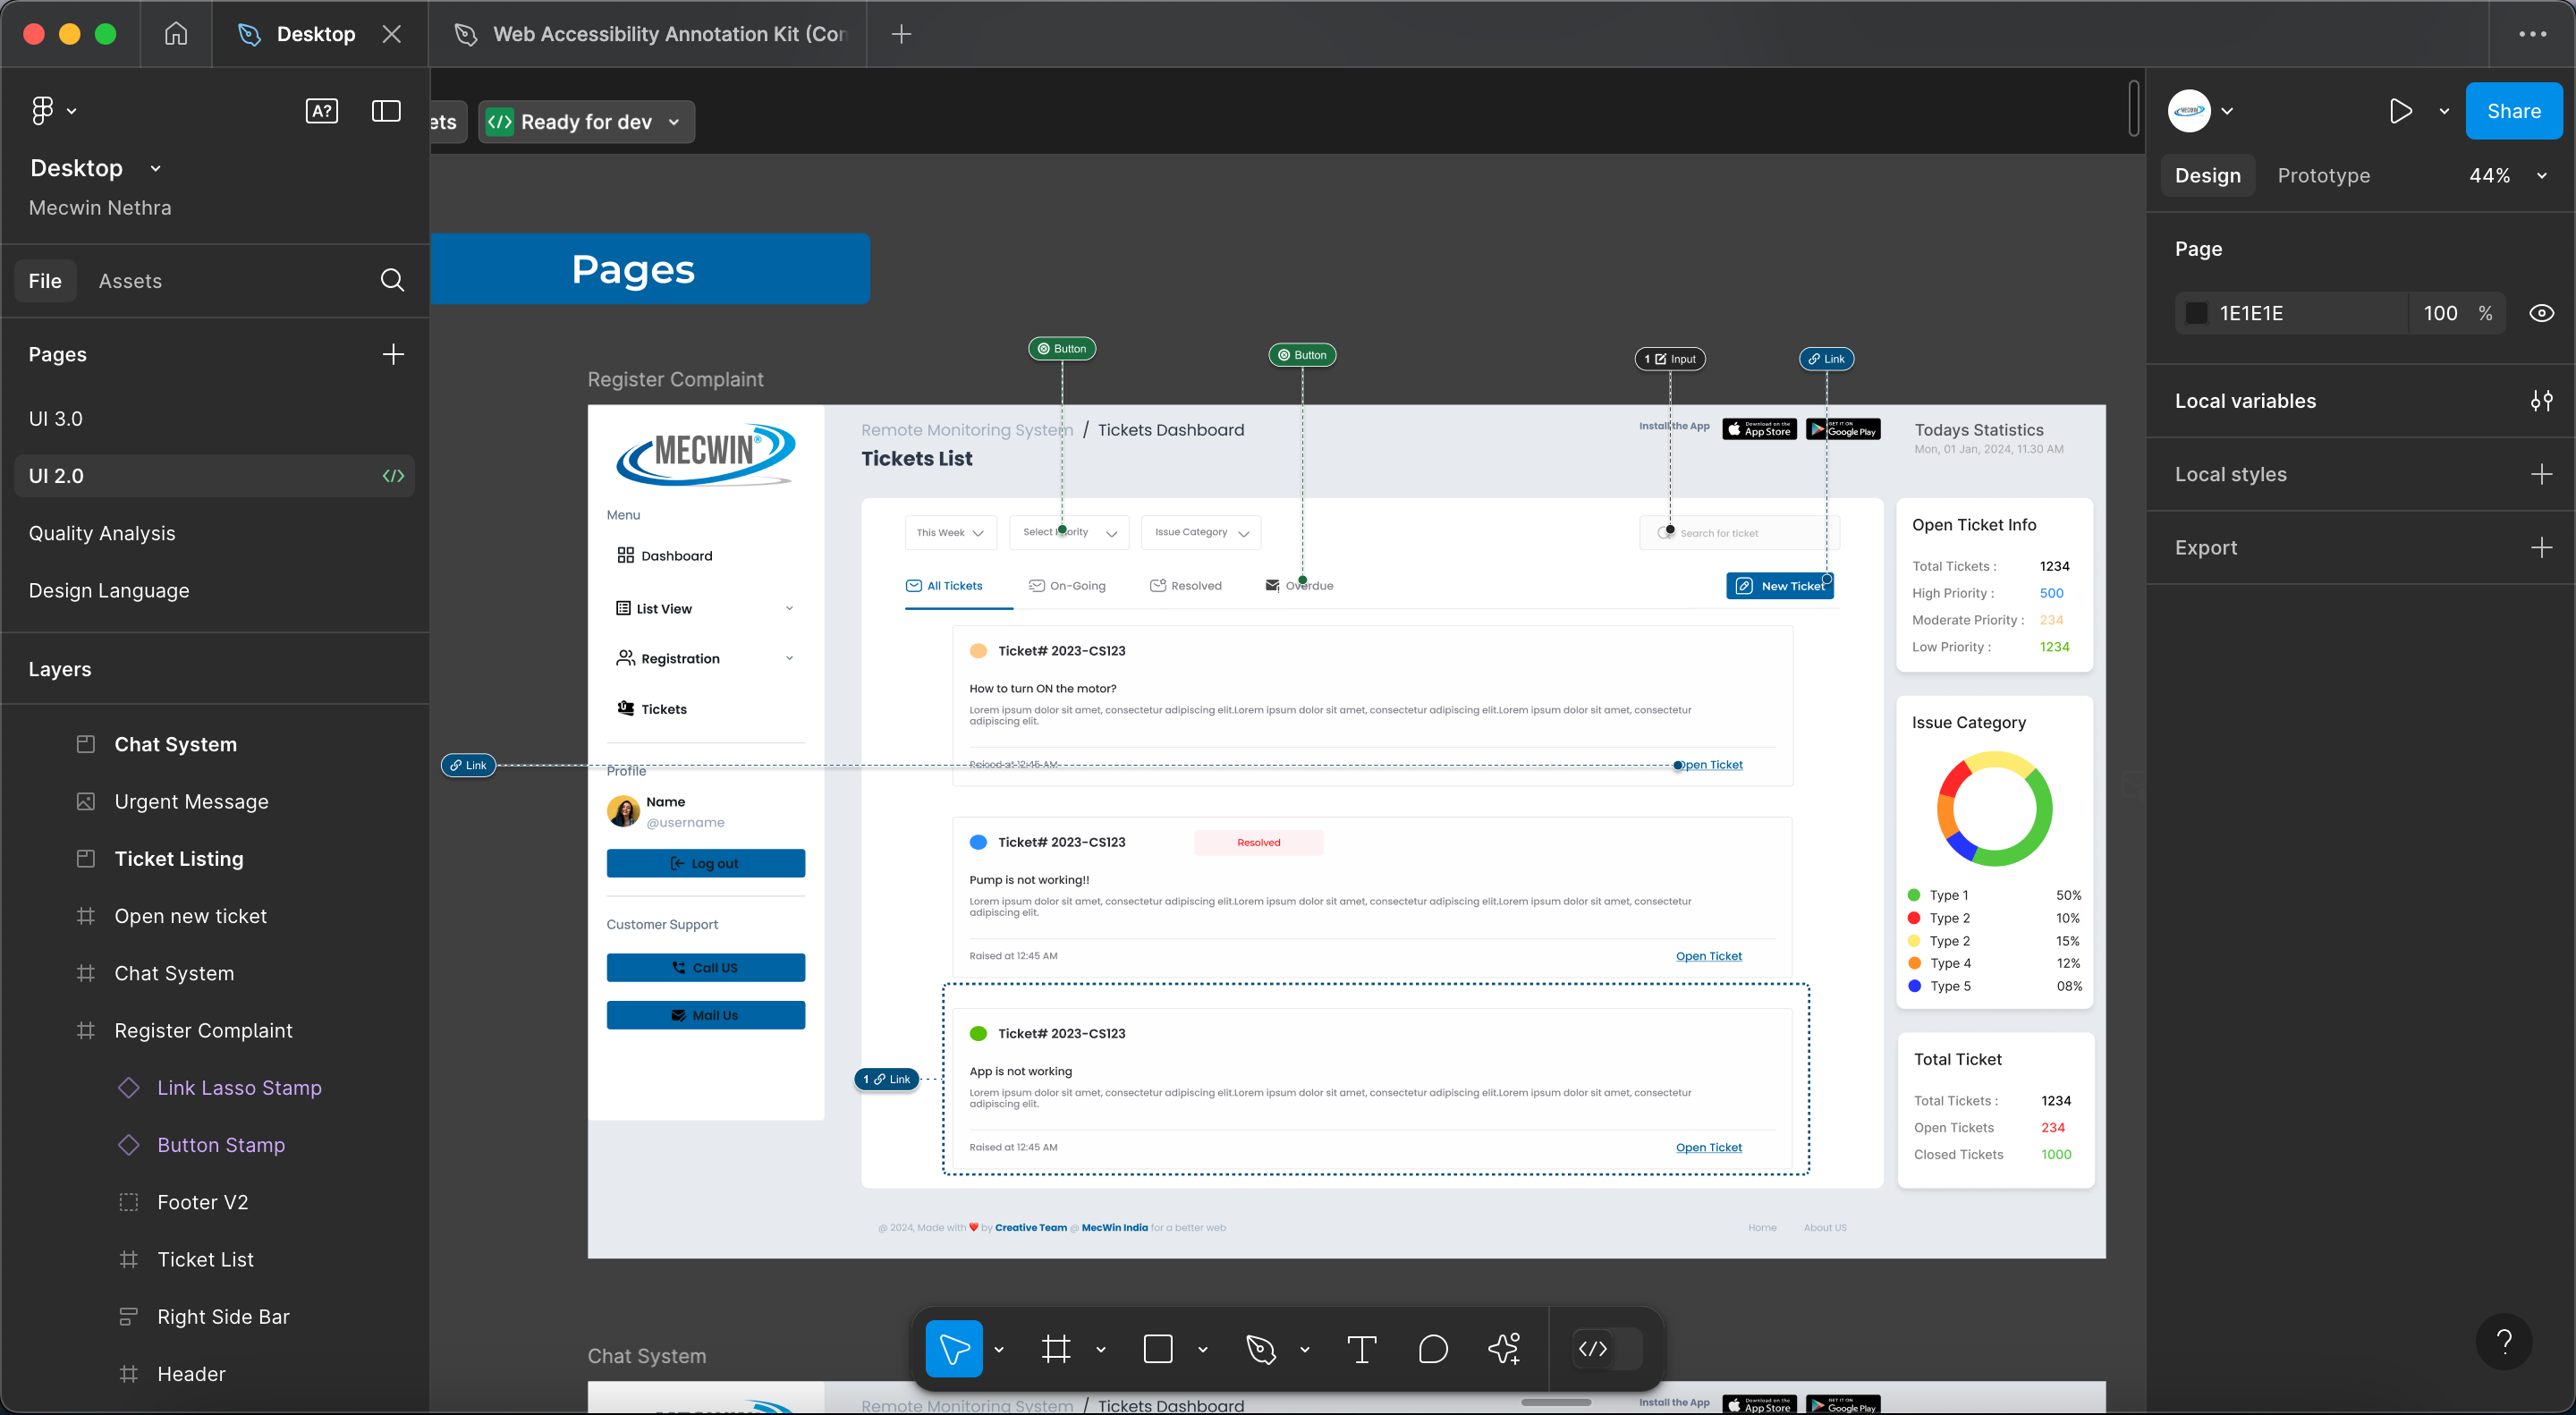 Desktop
Web Accessibility Annotation Kit (Con
A?
ets
Ready for dev
Share
Desktop
Mecwin Nethra
Design
Prototype
44%
File
Assets
Page
1E1E1E
100 %
Pages
UI 3.0
UI 2.0
Quality Analysis
Design Language
Local variables
Local styles
Export
Layers
Chat System
Urgent Message
Ticket Listing
Open new ticket
Chat System
Register Complaint
Link Lasso Stamp
Button Stamp
Footer V2
Ticket List
Right Side Bar
Header
Pages
Button
Button
1 Input
Link
Register Complaint
MECWIN®
Menu
Dashboard
List View
Registration
Tickets
Profile
Name
@username
Log out
Customer Support
Call US
Mail Us
Remote Monitoring System / Tickets Dashboard
Tickets List
Install the App
Download on the
App Store
GET IT ON
Google Play
Todays Statistics
Mon, 01 Jan, 2024, 11.30 AM
This Week
Select Priority
Issue Category
Search for ticket
All Tickets
On-Going
Resolved
Overdue
New Ticket
Ticket# 2023-CS123
How to turn ON the motor?
Lorem ipsum dolor sit amet, consectetur adipiscing elit.Lorem ipsum dolor sit amet, consectetur adipiscing elit.Lorem ipsum dolor sit amet, consectetur
adipiscing elit.
Raised at 12:45 AM
Open Ticket
Link
Ticket# 2023-CS123
Resolved
Pump is not working!!
Lorem ipsum dolor sit amet, consectetur adipiscing elit.Lorem ipsum dolor sit amet, consectetur adipiscing elit.Lorem ipsum dolor sit amet, consectetur
adipiscing elit.
Raised at 12:45 AM
Open Ticket
1 Link
Ticket# 2023-CS123
App is not working
Lorem ipsum dolor sit amet, consectetur adipiscing elit.Lorem ipsum dolor sit amet, consectetur adipiscing elit.Lorem ipsum dolor sit amet, consectetur
adipiscing elit.
Raised at 12:45 AM
Open Ticket
Open Ticket Info
Total Tickets : 1234
High Priority : 500
Moderate Priority : 234
Low Priority : 1234
Issue Category
Type 1 50%
Type 2 10%
Type 2 15%
Type 4 12%
Type 5 08%
Total Ticket
Total Tickets : 1234
Open Tickets 234
Closed Tickets 1000
@ 2024, Made with ❤️ by Creative Team @ MecWin India for a better web
Home
About US
Chat System
Remote Monitoring System / Tickets Dashboard
Install the App
Download on the
App Store
GET IT ON
Google Play
?